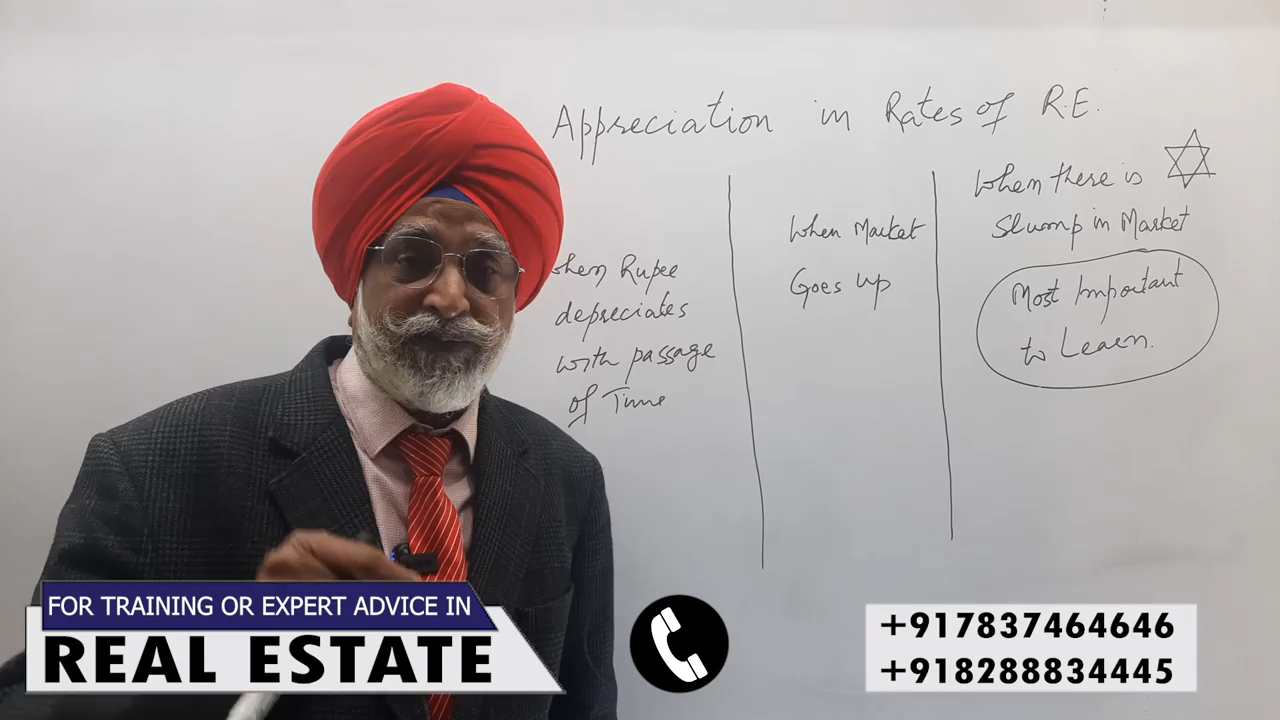 Appreciation in Rates of R.E.
When Rupee
depreciates
with passage
of Time
When Market
Goes up
When there is
Slump in Market
Most Important
to Learn.
FOR TRAINING OR EXPERT ADVICE IN
REAL ESTATE
+917837464646
+918288834445